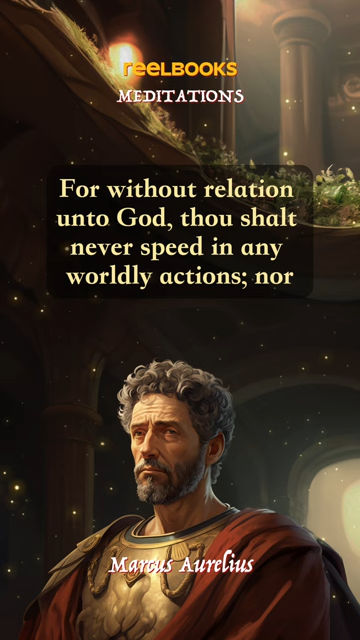 reelBOOKS
MEDITATIONS
For without relation
unto God, thou shalt
never speed in any
worldly actions; nor
Marcus Aurelius